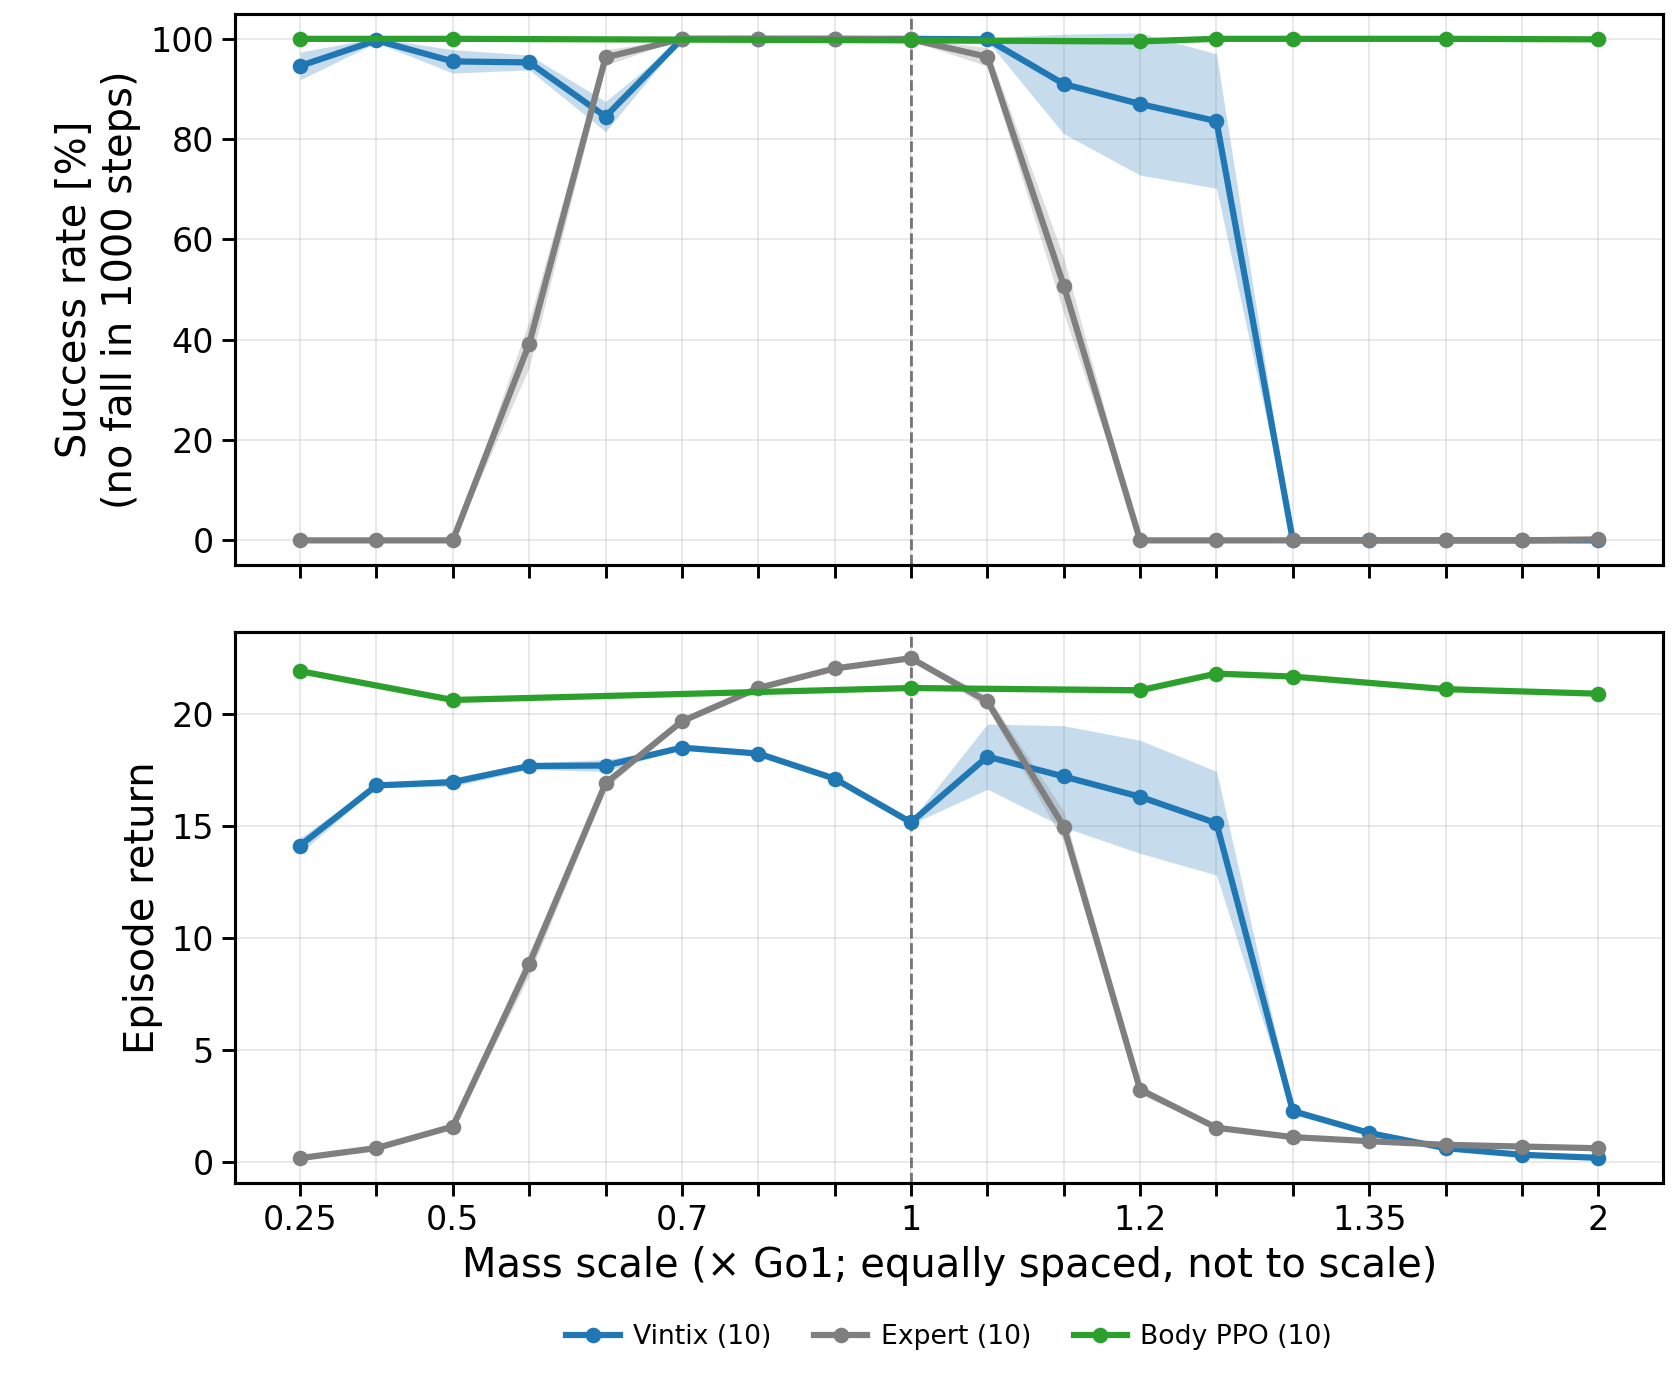 100
80
60
40
20
0
Success rate [%]
(no fall in 1000 steps)
20
15
10
5
0
Episode return
0.25 0.5 0.7 1 1.2 1.35 2
Mass scale (× Go1; equally spaced, not to scale)
Vintix (10) Expert (10) Body PPO (10)